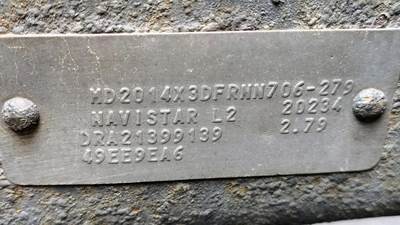 MD2014X3DFRNN706-279
NAVISTAR L2 20234
DRA21399139 2.79
49EE9EA6